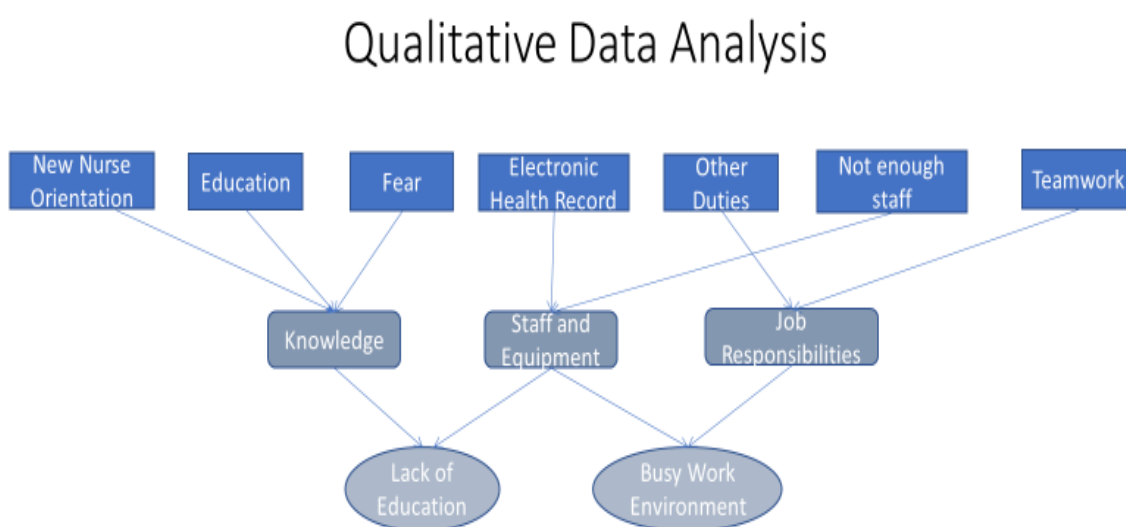 Qualitative Data Analysis
New Nurse
Orientation
Education
Fear
Electronic
Health Record
Other
Duties
Not enough
staff
Teamwork
Knowledge
Staff and
Equipment
Job
Responsibilities
Lack of
Education
Busy Work
Environment